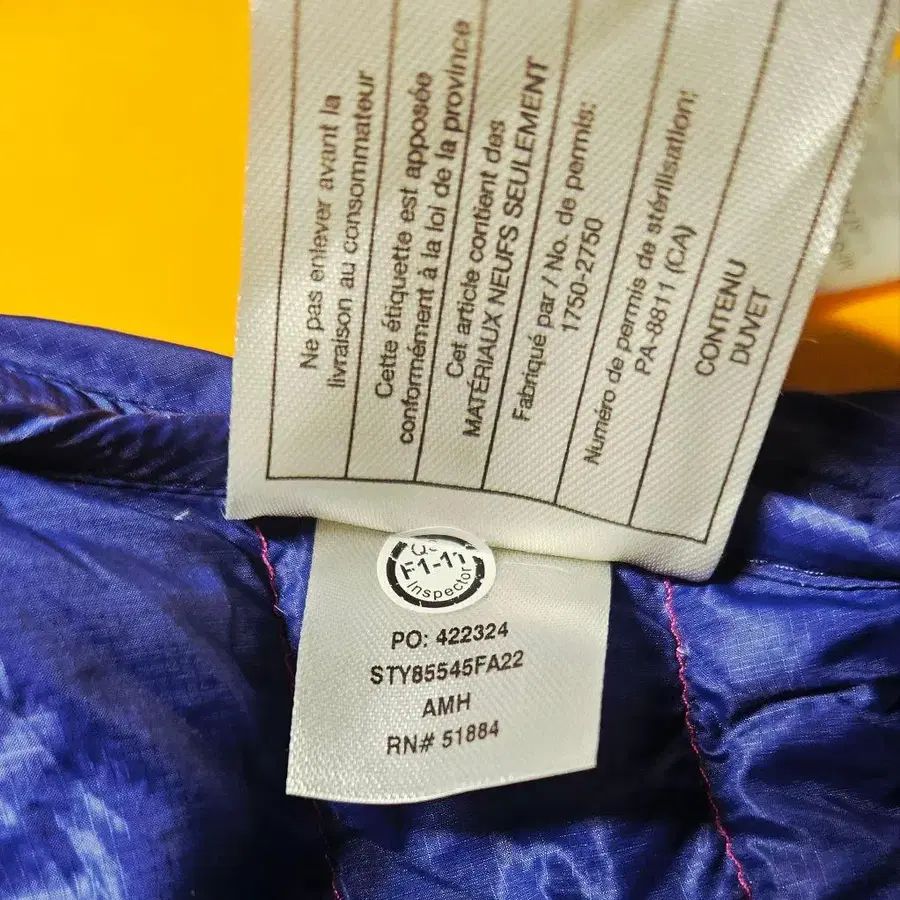 Ne pas enlever avant la
livraison au consommateur
Cette étiquette est apposée
conformément à la loi de la province
Cet article contient des
MATÉRIAUX NEUFS SEULEMENT
Fabriqué par / No. de permis:
1750-2750
Numéro de permis de stérilisation:
PA-8811 (CA)
CONTENU
DUVET
F1-11
Inspector
PO: 422324
STY85545FA22
AMH
RN# 51884